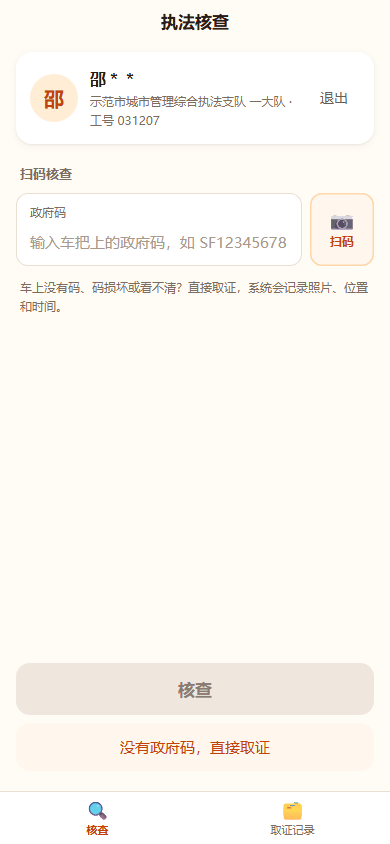 执法核查
邵
邵＊＊
示范市城市管理综合执法支队 一大队 ·
工号 031207
退出
扫码核查
政府码
输入车把上的政府码，如 SF12345678
扫码
车上没有码、码损坏或看不清？直接取证，系统会记录照片、位置
和时间。
核查
没有政府码，直接取证
核查
取证记录